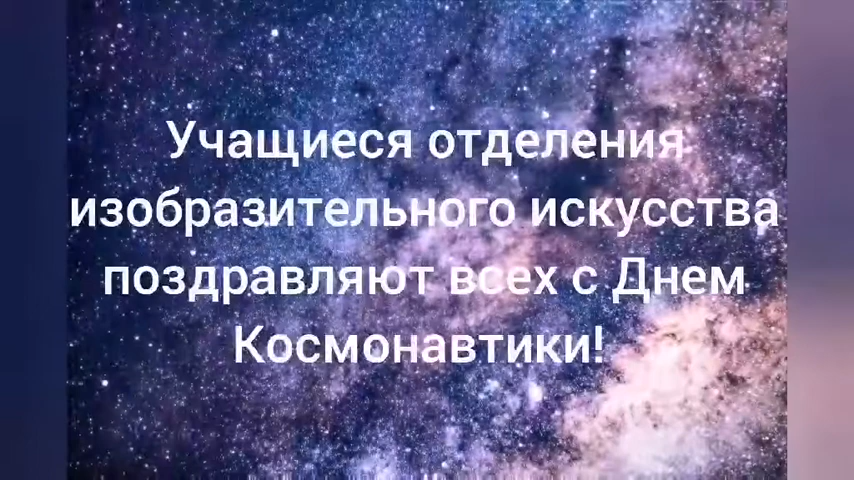 Учащиеся отделения
изобразительного искусства
поздравляют всех с Днем
Космонавтики!